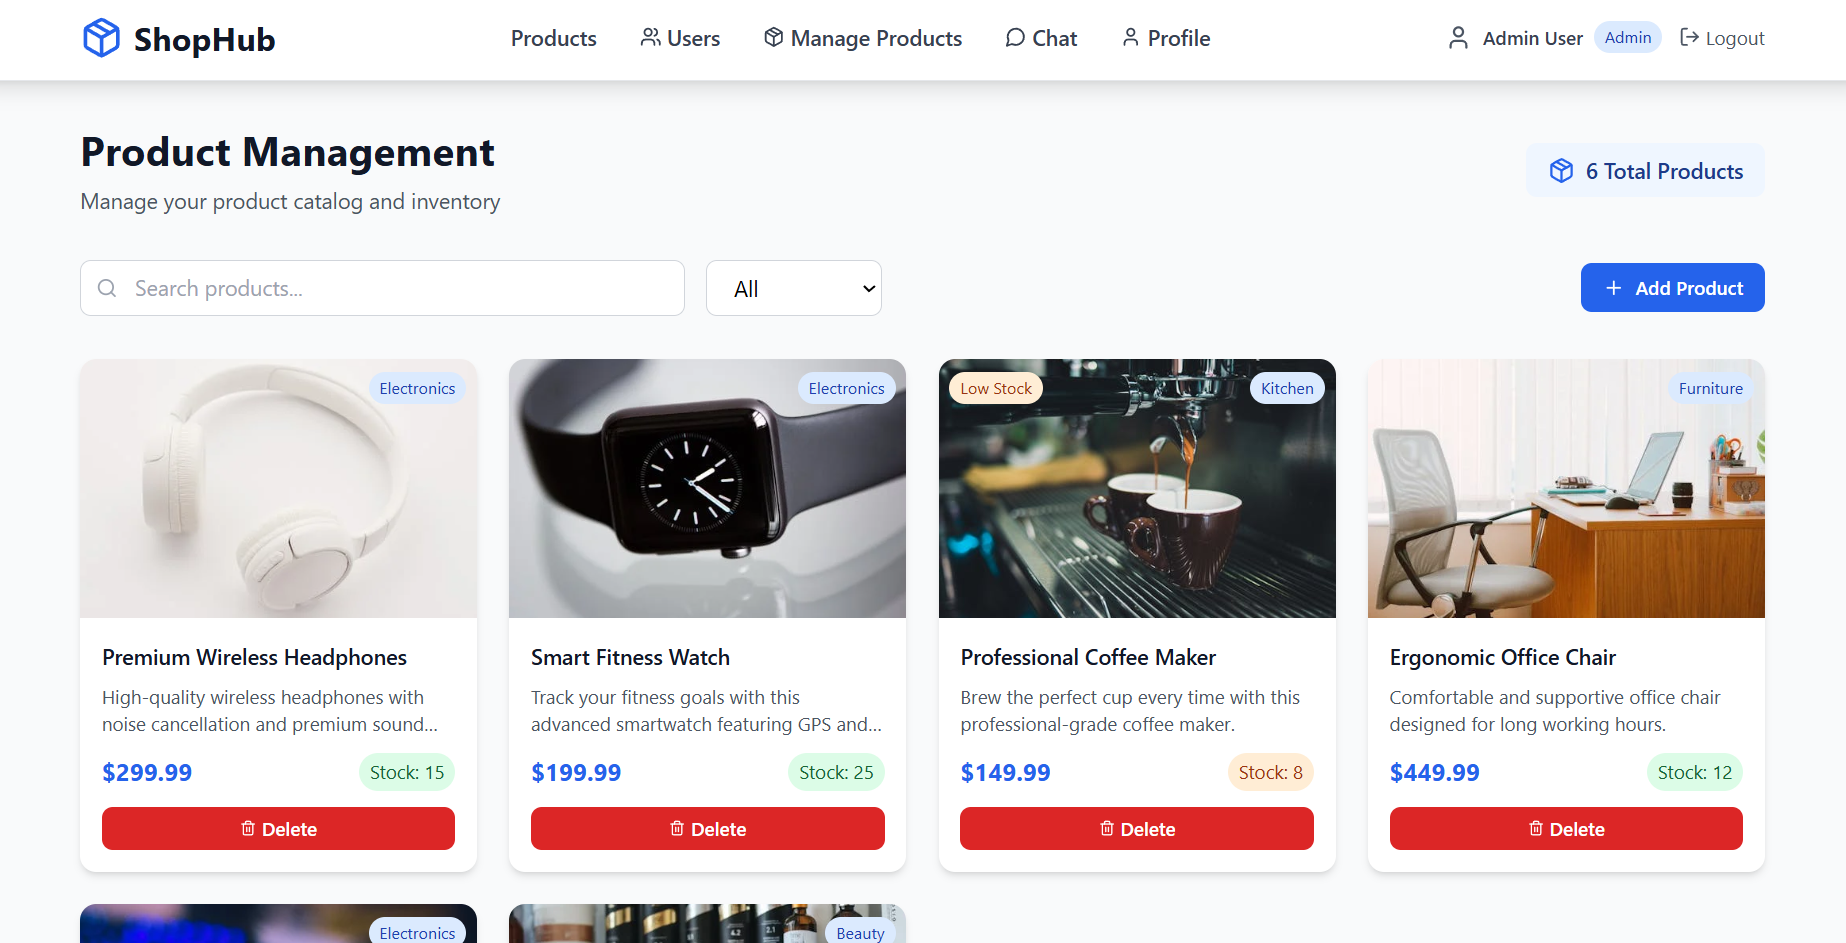 ShopHub
Products
Users
Manage Products
Chat
Profile
Admin User
Admin
Logout
Product Management
Manage your product catalog and inventory
6 Total Products
Search products...
All
Add Product
Electronics
Premium Wireless Headphones
High-quality wireless headphones with
noise cancellation and premium sound...
$299.99
Stock: 15
Delete
Electronics
Smart Fitness Watch
Track your fitness goals with this
advanced smartwatch featuring GPS and...
$199.99
Stock: 25
Delete
Low Stock
Kitchen
Professional Coffee Maker
Brew the perfect cup every time with this
professional-grade coffee maker.
$149.99
Stock: 8
Delete
Furniture
Ergonomic Office Chair
Comfortable and supportive office chair
designed for long working hours.
$449.99
Stock: 12
Delete
Electronics
4.2
2.1
Beauty